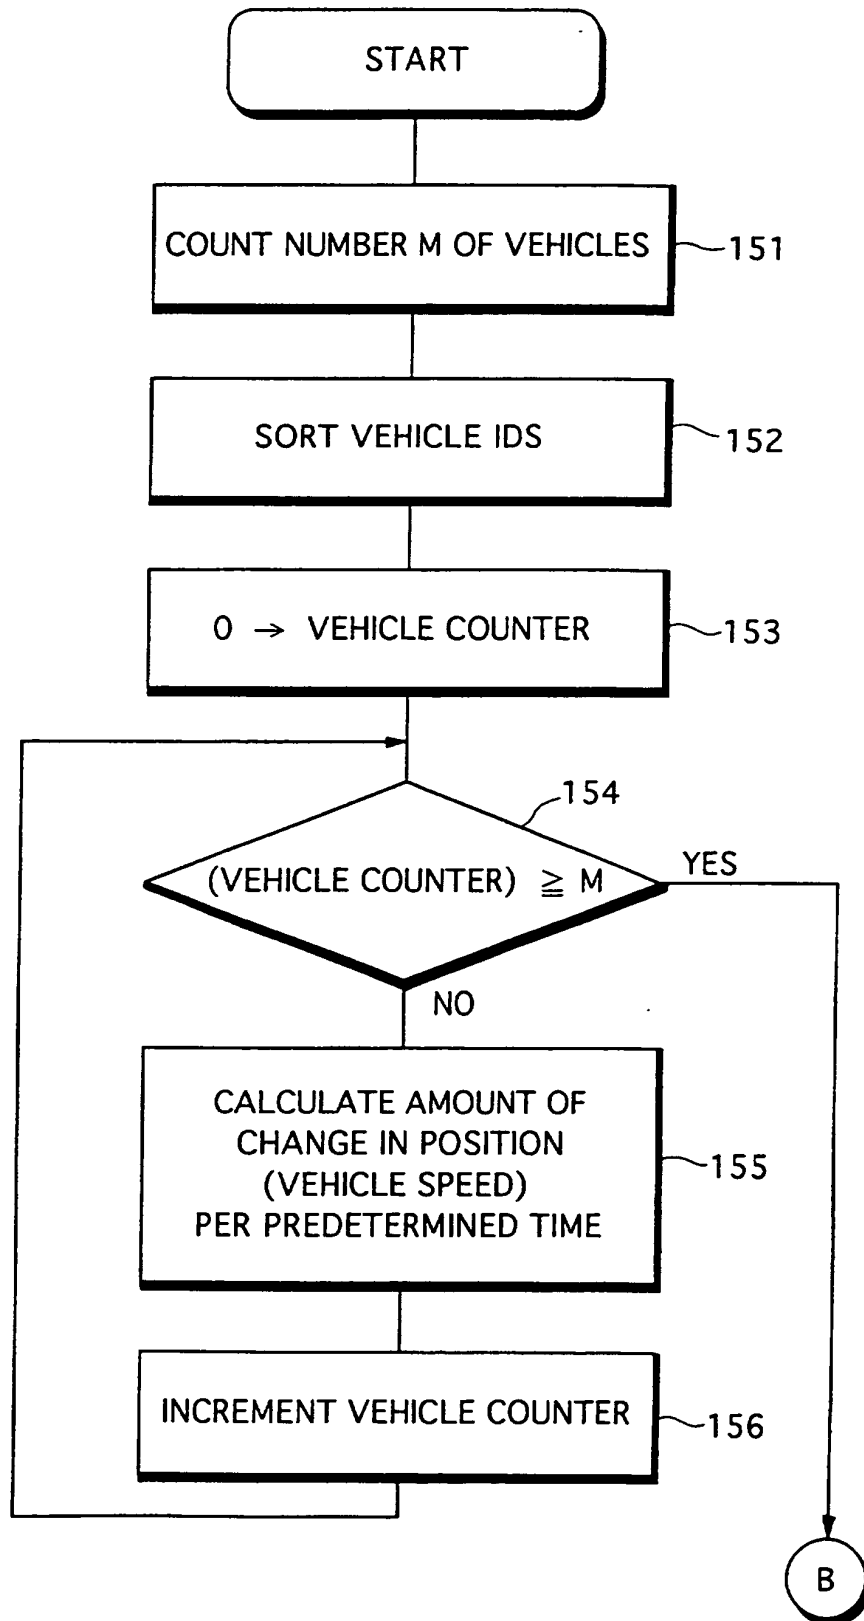 START
COUNT NUMBER M OF VEHICLES
151
SORT VEHICLE IDS
152
0 → VEHICLE COUNTER
153
154
(VEHICLE COUNTER) ≧ M
YES
NO
CALCULATE AMOUNT OF
CHANGE IN POSITION
(VEHICLE SPEED)
PER PREDETERMINED TIME
155
INCREMENT VEHICLE COUNTER
156
B